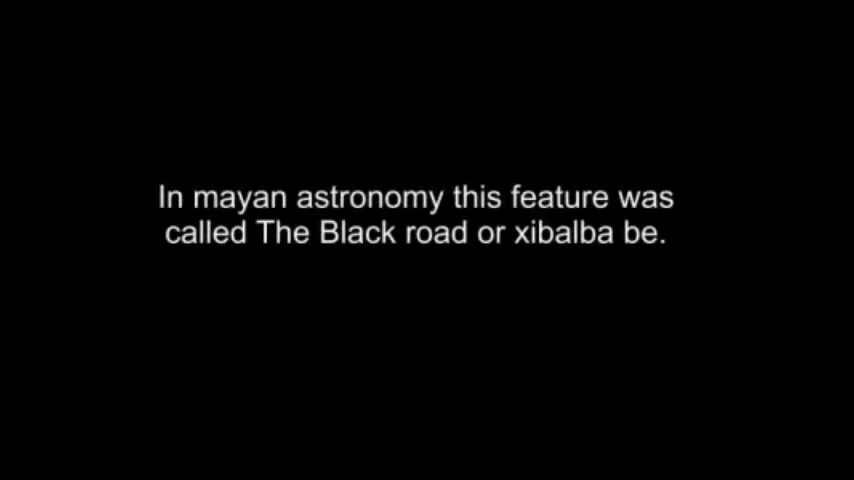 In mayan astronomy this feature was
called The Black road or xibalba be.